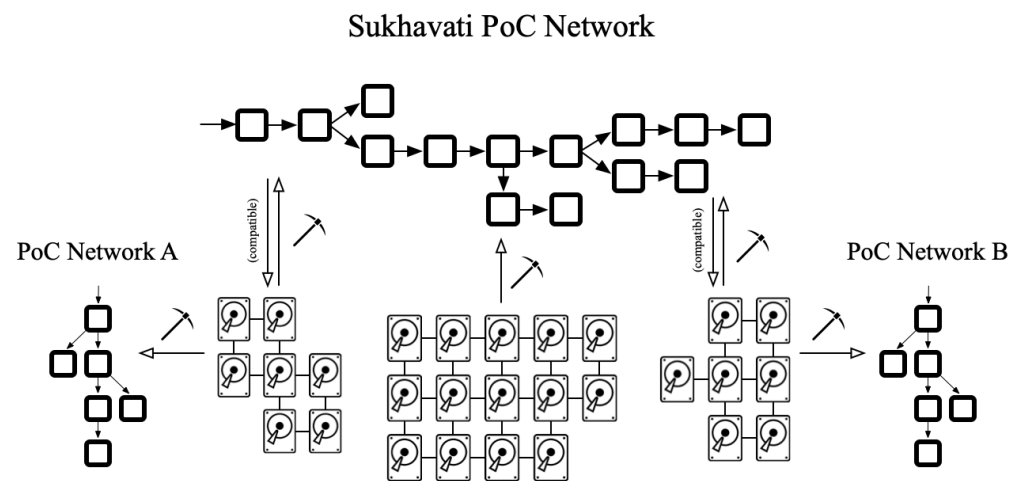 Sukhavati PoC Network
(compatible)
(compatible)
PoC Network A
PoC Network B